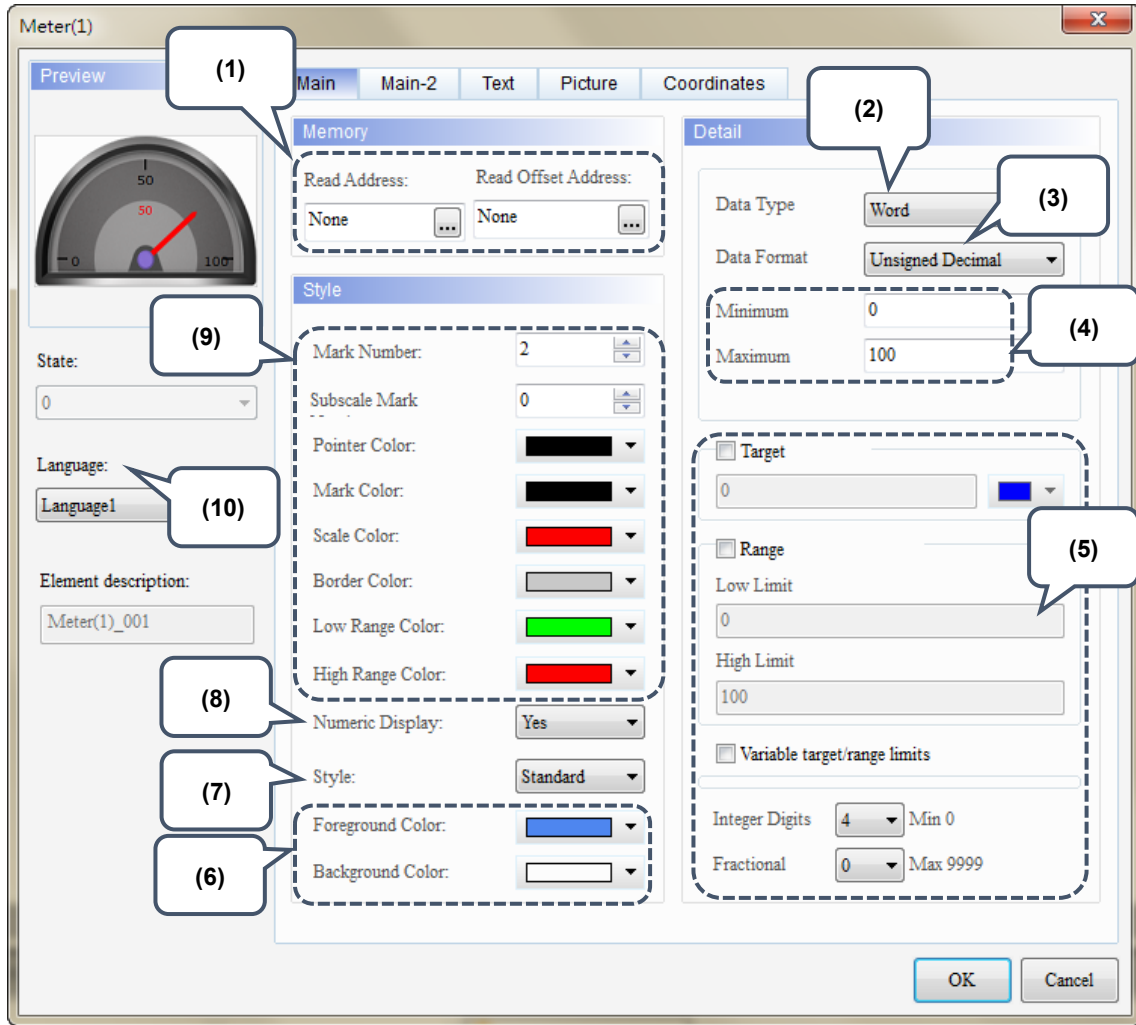 Meter(1)
Preview
50
50
0
100
State:
0
Language:
Language1
Element description:
Meter(1)_001
(1)
Main Main-2 Text Picture Coordinates
Memory
Read Address: Read Offset Address:
None ... None ...
Style
(9)
Mark Number: 2
Subscale Mark 0
Pointer Color:
Mark Color:
Scale Color:
Border Color:
Low Range Color:
High Range Color:
(10)
(8)
Numeric Display: Yes
(7)
Style: Standard
(6)
Foreground Color:
Background Color:
Detail
(2)
Data Type Word
(3)
Data Format Unsigned Decimal
Minimum 0
(4)
Maximum 100
Target
0
Range
(5)
Low Limit
0
High Limit
100
Variable target/range limits
Integer Digits 4 Min 0
Fractional 0 Max 9999
OK Cancel